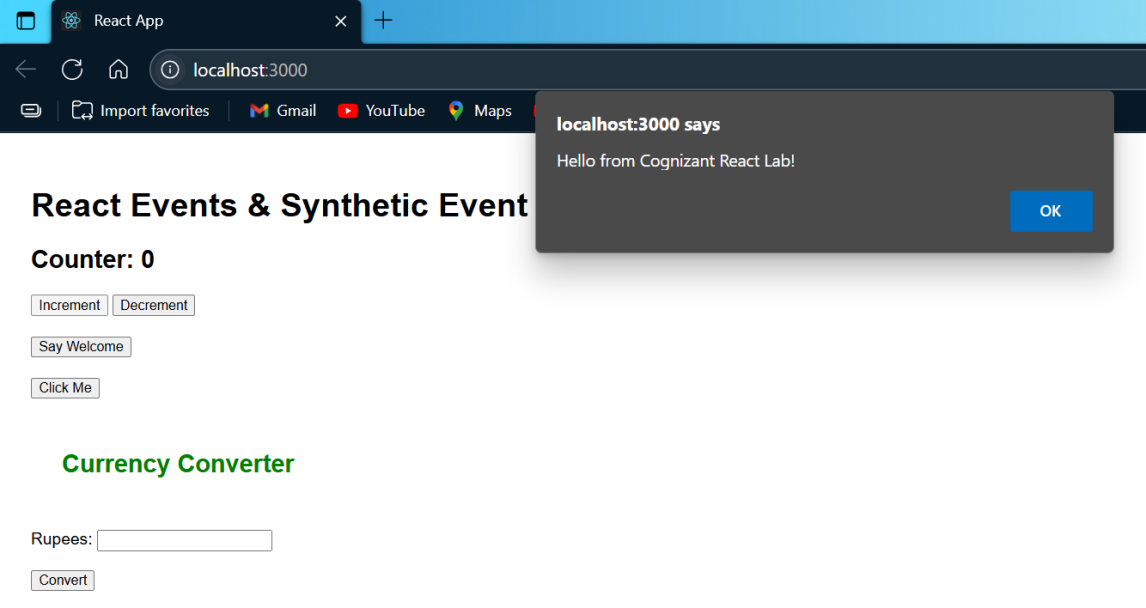 React App
localhost:3000
Import favorites
Gmail
YouTube
Maps
localhost:3000 says
Hello from Cognizant React Lab!
OK
React Events & Synthetic Event
Counter: 0
Increment
Decrement
Say Welcome
Click Me
Currency Converter
Rupees:
Convert